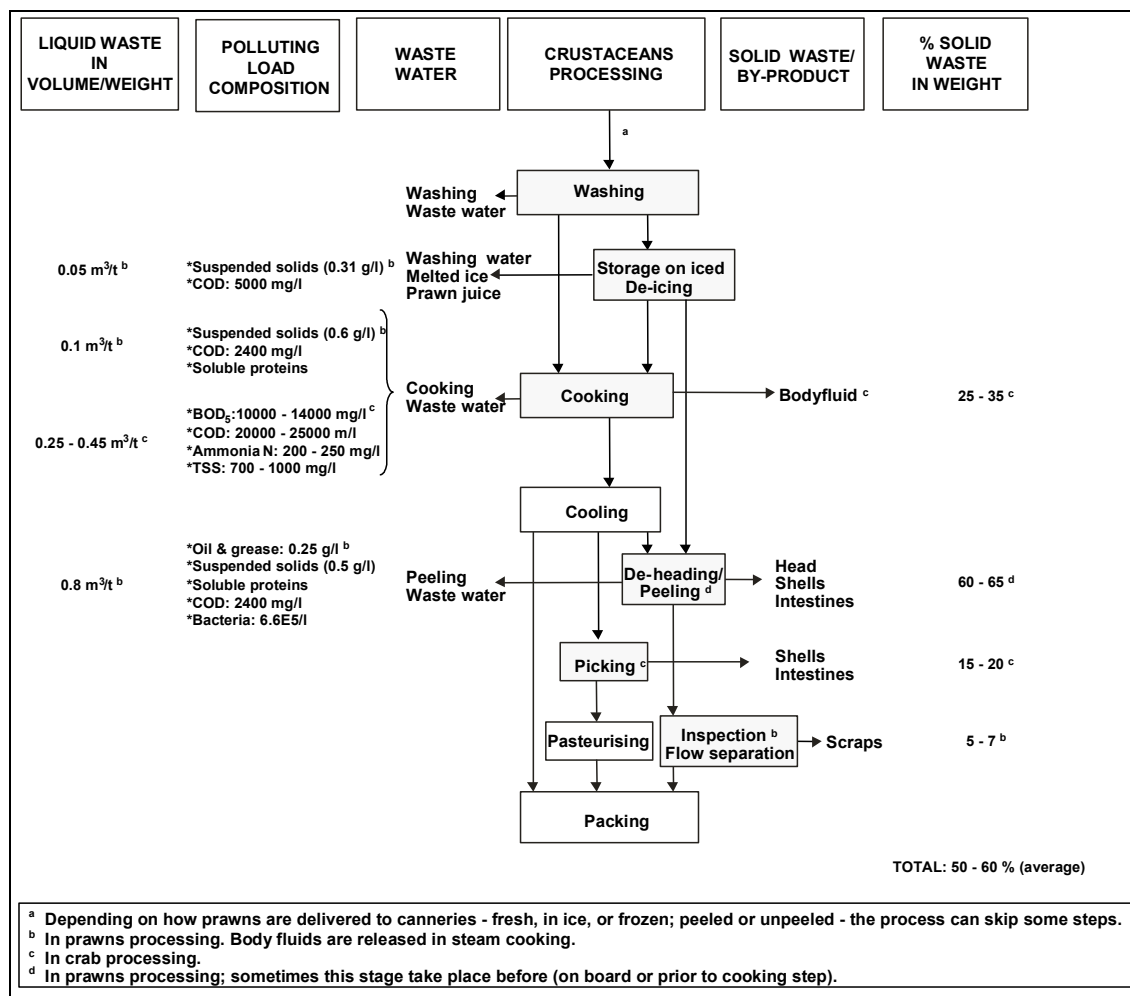 LIQUID WASTE
IN
VOLUME/WEIGHT
POLLUTING
LOAD
COMPOSITION
WASTE
WATER
CRUSTACEANS
PROCESSING
SOLID WASTE/
BY-PRODUCT
% SOLID
WASTE
IN WEIGHT
a
Washing
Waste water
Washing
0.05 m³/t ᵇ
*Suspended solids (0.31 g/l) ᵇ
*COD: 5000 mg/l
Washing water
Melted ice
Prawn juice
Storage on iced
De-icing
0.1 m³/t ᵇ
*Suspended solids (0.6 g/l) ᵇ
*COD: 2400 mg/l
*Soluble proteins
0.25 - 0.45 m³/t ᶜ
*BOD₅:10000 - 14000 mg/l ᶜ
*COD: 20000 - 25000 m/l
*Ammonia N: 200 - 250 mg/l
*TSS: 700 - 1000 mg/l
Cooking
Waste water
Cooking
Bodyfluid ᶜ
25 - 35 ᶜ
Cooling
0.8 m³/t ᵇ
*Oil & grease: 0.25 g/l ᵇ
*Suspended solids (0.5 g/l)
*Soluble proteins
*COD: 2400 mg/l
*Bacteria: 6.6E5/l
Peeling
Waste water
De-heading/
Peeling ᵈ
Head
Shells
Intestines
60 - 65 ᵈ
Picking ᶜ
Shells
Intestines
15 - 20 ᶜ
Pasteurising
Inspection ᵇ
Flow separation
Scraps
5 - 7 ᵇ
Packing
TOTAL: 50 - 60 % (average)
ᵃ Depending on how prawns are delivered to canneries - fresh, in ice, or frozen; peeled or unpeeled - the process can skip some steps.
ᵇ In prawns processing. Body fluids are released in steam cooking.
ᶜ In crab processing.
ᵈ In prawns processing; sometimes this stage take place before (on board or prior to cooking step).